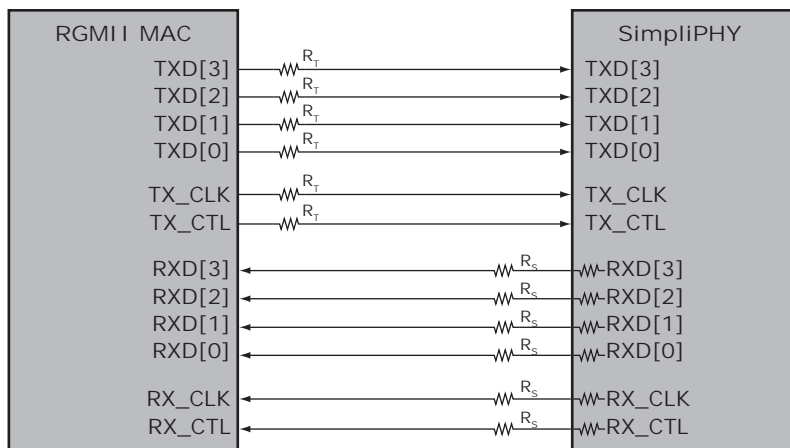 RGMII MAC
SimpliPHY
TXD[3] R_T TXD[3]
TXD[2] R_T TXD[2]
TXD[1] R_T TXD[1]
TXD[0] R_T TXD[0]
TX_CLK R_T TX_CLK
TX_CTL R_T TX_CTL
RXD[3] R_S RXD[3]
RXD[2] R_S RXD[2]
RXD[1] R_S RXD[1]
RXD[0] R_S RXD[0]
RX_CLK R_S RX_CLK
RX_CTL R_S RX_CTL